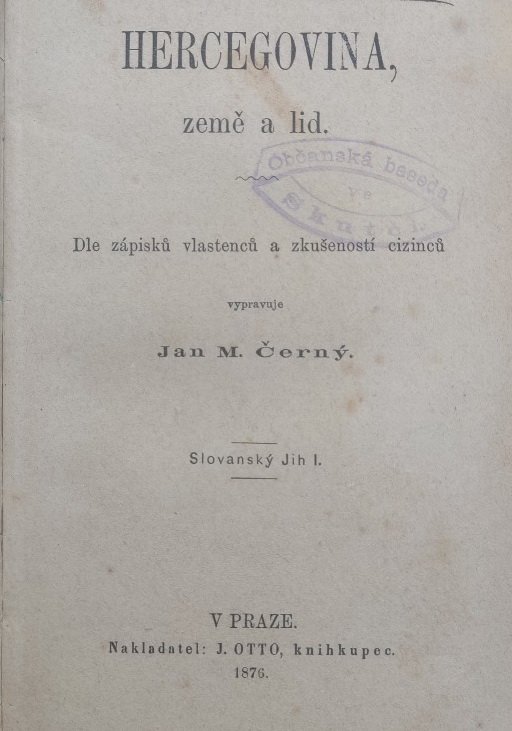 HERCEGOVINA,
země a lid.
Občanská beseda
ve
Skutči
Dle zápisků vlastenců a zkušeností cizinců
vypravuje
Jan M. Černý.
Slovanský Jih I.
V PRAZE.
Nakladatel: J. OTTO, knihkupec.
1876.